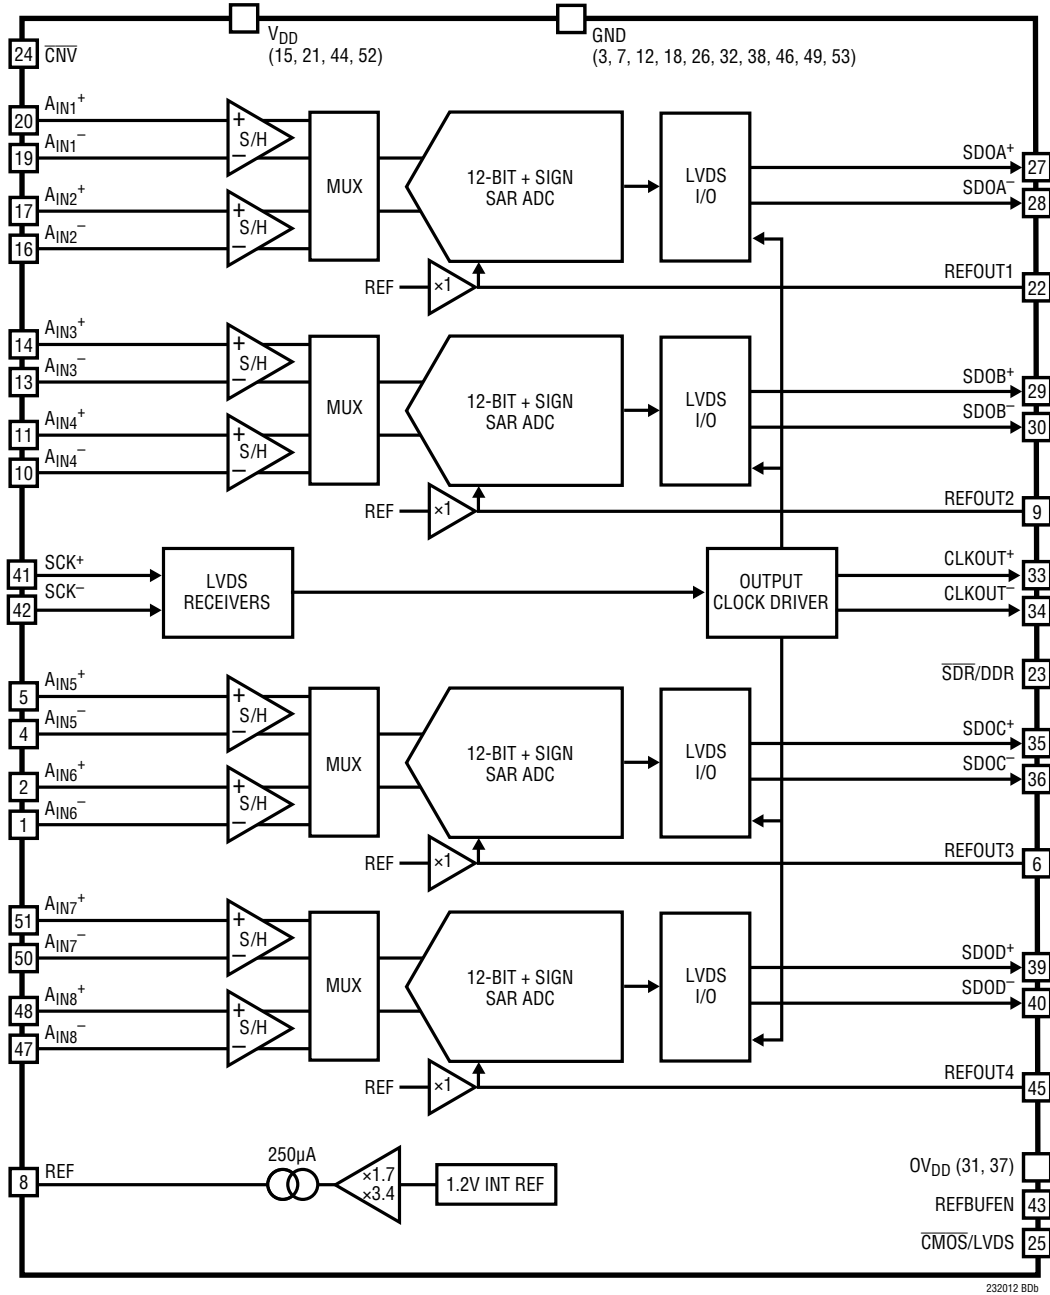 VDD
(15, 21, 44, 52)
GND
(3, 7, 12, 18, 26, 32, 38, 46, 49, 53)
24 CNV
20 AIN1+
19 AIN1–
17 AIN2+
16 AIN2–
+
S/H
–
+
S/H
–
MUX
12-BIT + SIGN
SAR ADC
LVDS
I/O
SDOA+ 27
SDOA– 28
REF ×1
REFOUT1 22
14 AIN3+
13 AIN3–
11 AIN4+
10 AIN4–
+
S/H
–
+
S/H
–
MUX
12-BIT + SIGN
SAR ADC
LVDS
I/O
SDOB+ 29
SDOB– 30
REF ×1
REFOUT2 9
41 SCK+
42 SCK–
LVDS
RECEIVERS
OUTPUT
CLOCK DRIVER
CLKOUT+ 33
CLKOUT– 34
SDR/DDR 23
5 AIN5+
4 AIN5–
2 AIN6+
1 AIN6–
+
S/H
–
+
S/H
–
MUX
12-BIT + SIGN
SAR ADC
LVDS
I/O
SDOC+ 35
SDOC– 36
REF ×1
REFOUT3 6
51 AIN7+
50 AIN7–
48 AIN8+
47 AIN8–
+
S/H
–
+
S/H
–
MUX
12-BIT + SIGN
SAR ADC
LVDS
I/O
SDOD+ 39
SDOD– 40
REF ×1
REFOUT4 45
8 REF
250µA
×1.7
×3.4
1.2V INT REF
OVDD (31, 37)
REFBUFEN 43
CMOS/LVDS 25
232012 BDb